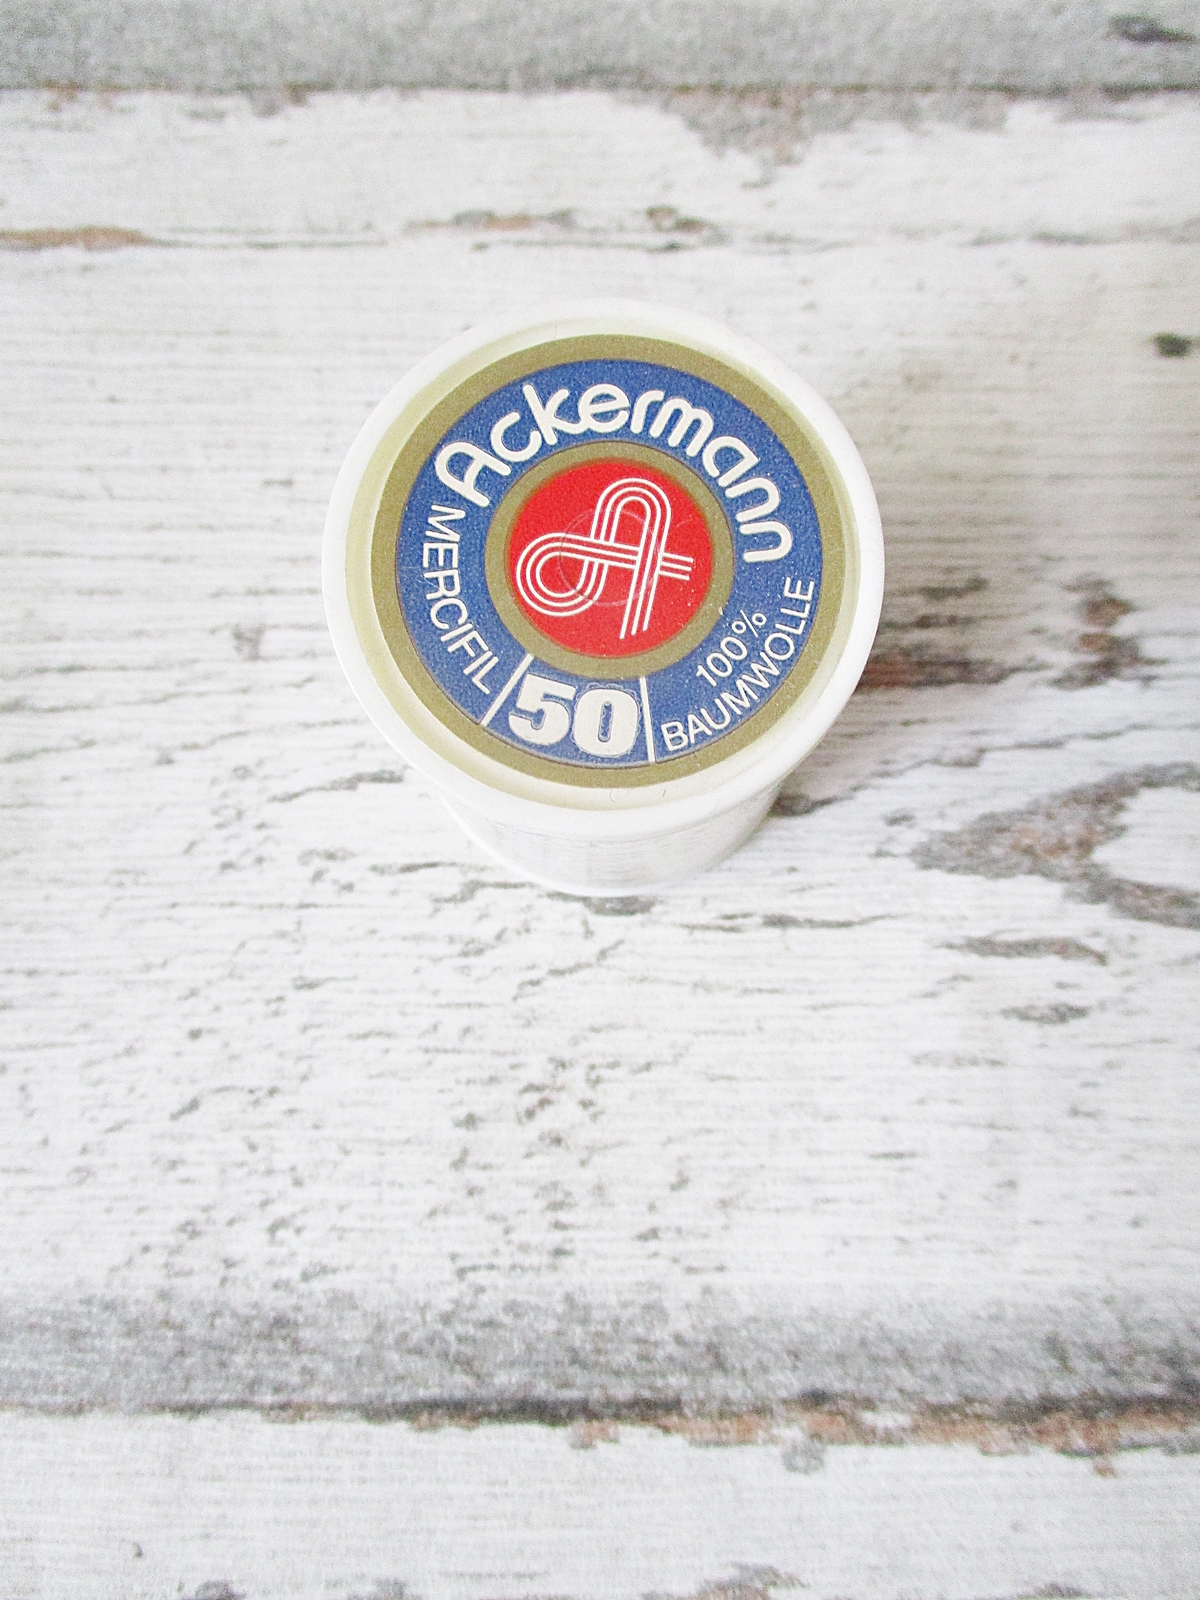 Ackermann
MERCIFIL
50
100%
BAUMWOLLE